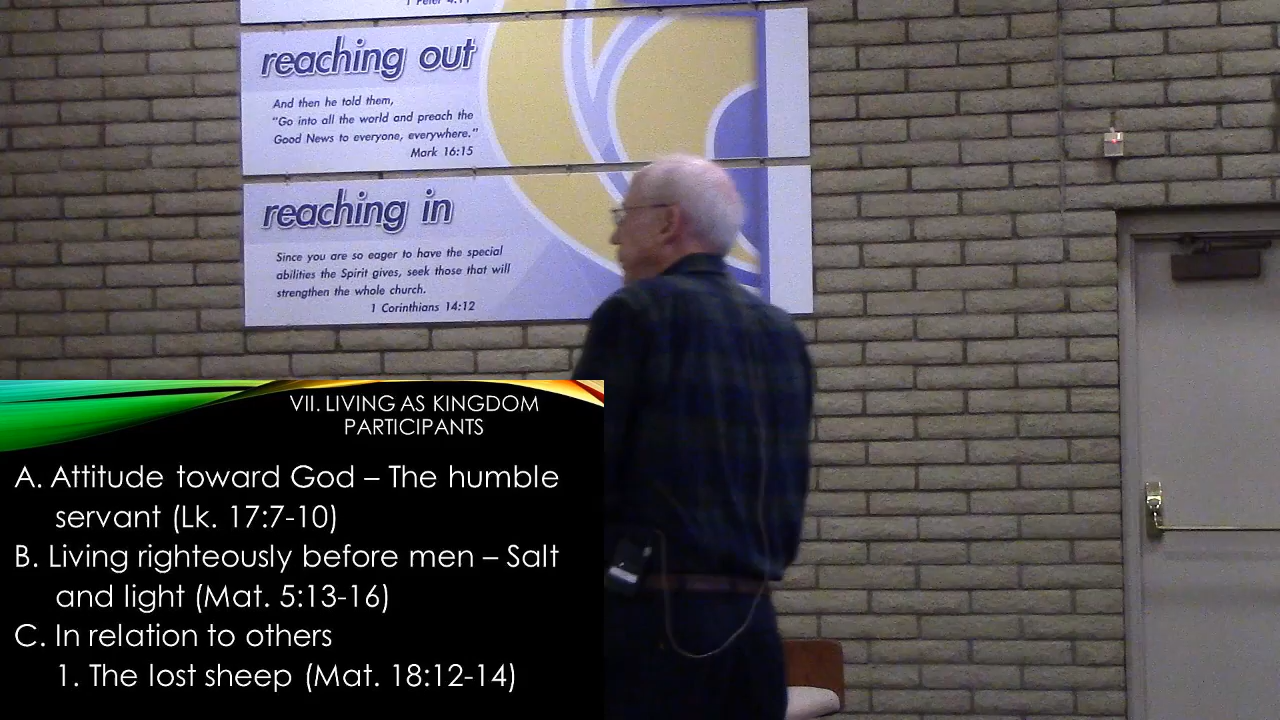 1 Peter 4:11
reaching out
And then he told them,
"Go into all the world and preach the
Good News to everyone, everywhere."
Mark 16:15
reaching in
Since you are so eager to have the special
abilities the Spirit gives, seek those that will
strengthen the whole church.
1 Corinthians 14:12
VII. LIVING AS KINGDOM
PARTICIPANTS
A. Attitude toward God – The humble
servant (Lk. 17:7-10)
B. Living righteously before men – Salt
and light (Mat. 5:13-16)
C. In relation to others
1. The lost sheep (Mat. 18:12-14)